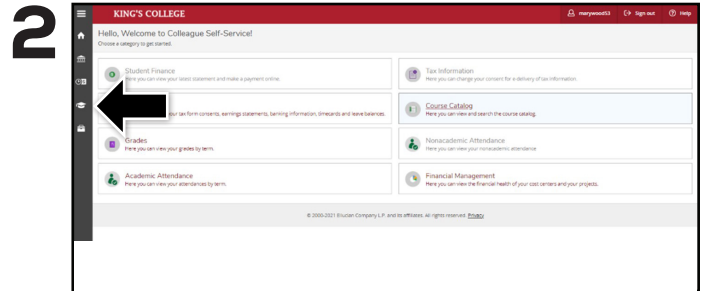 2
KING'S COLLEGE
marywood53 Sign out Help
Hello, Welcome to Colleague Self-Service!
Choose a category to get started.
Student Finance
Here you can view your latest statement and make a payment online.
Tax Information
Here you can change your consent for a delivery of tax information.
our tax form consents, earnings statements, banking information, timecards and leave balances.
Course Catalog
Here you can view and search the course catalog.
Grades
Here you can view your grades by term.
Nonacademic Attendance
Here you can view your nonacademic attendance
Academic Attendance
Here you can view your attendances by term.
Financial Management
Here you can view the financial health of your cost centers and your projects.
© 2000-2021 Ellucian Company L.P. and its affiliates. All rights reserved. Privacy